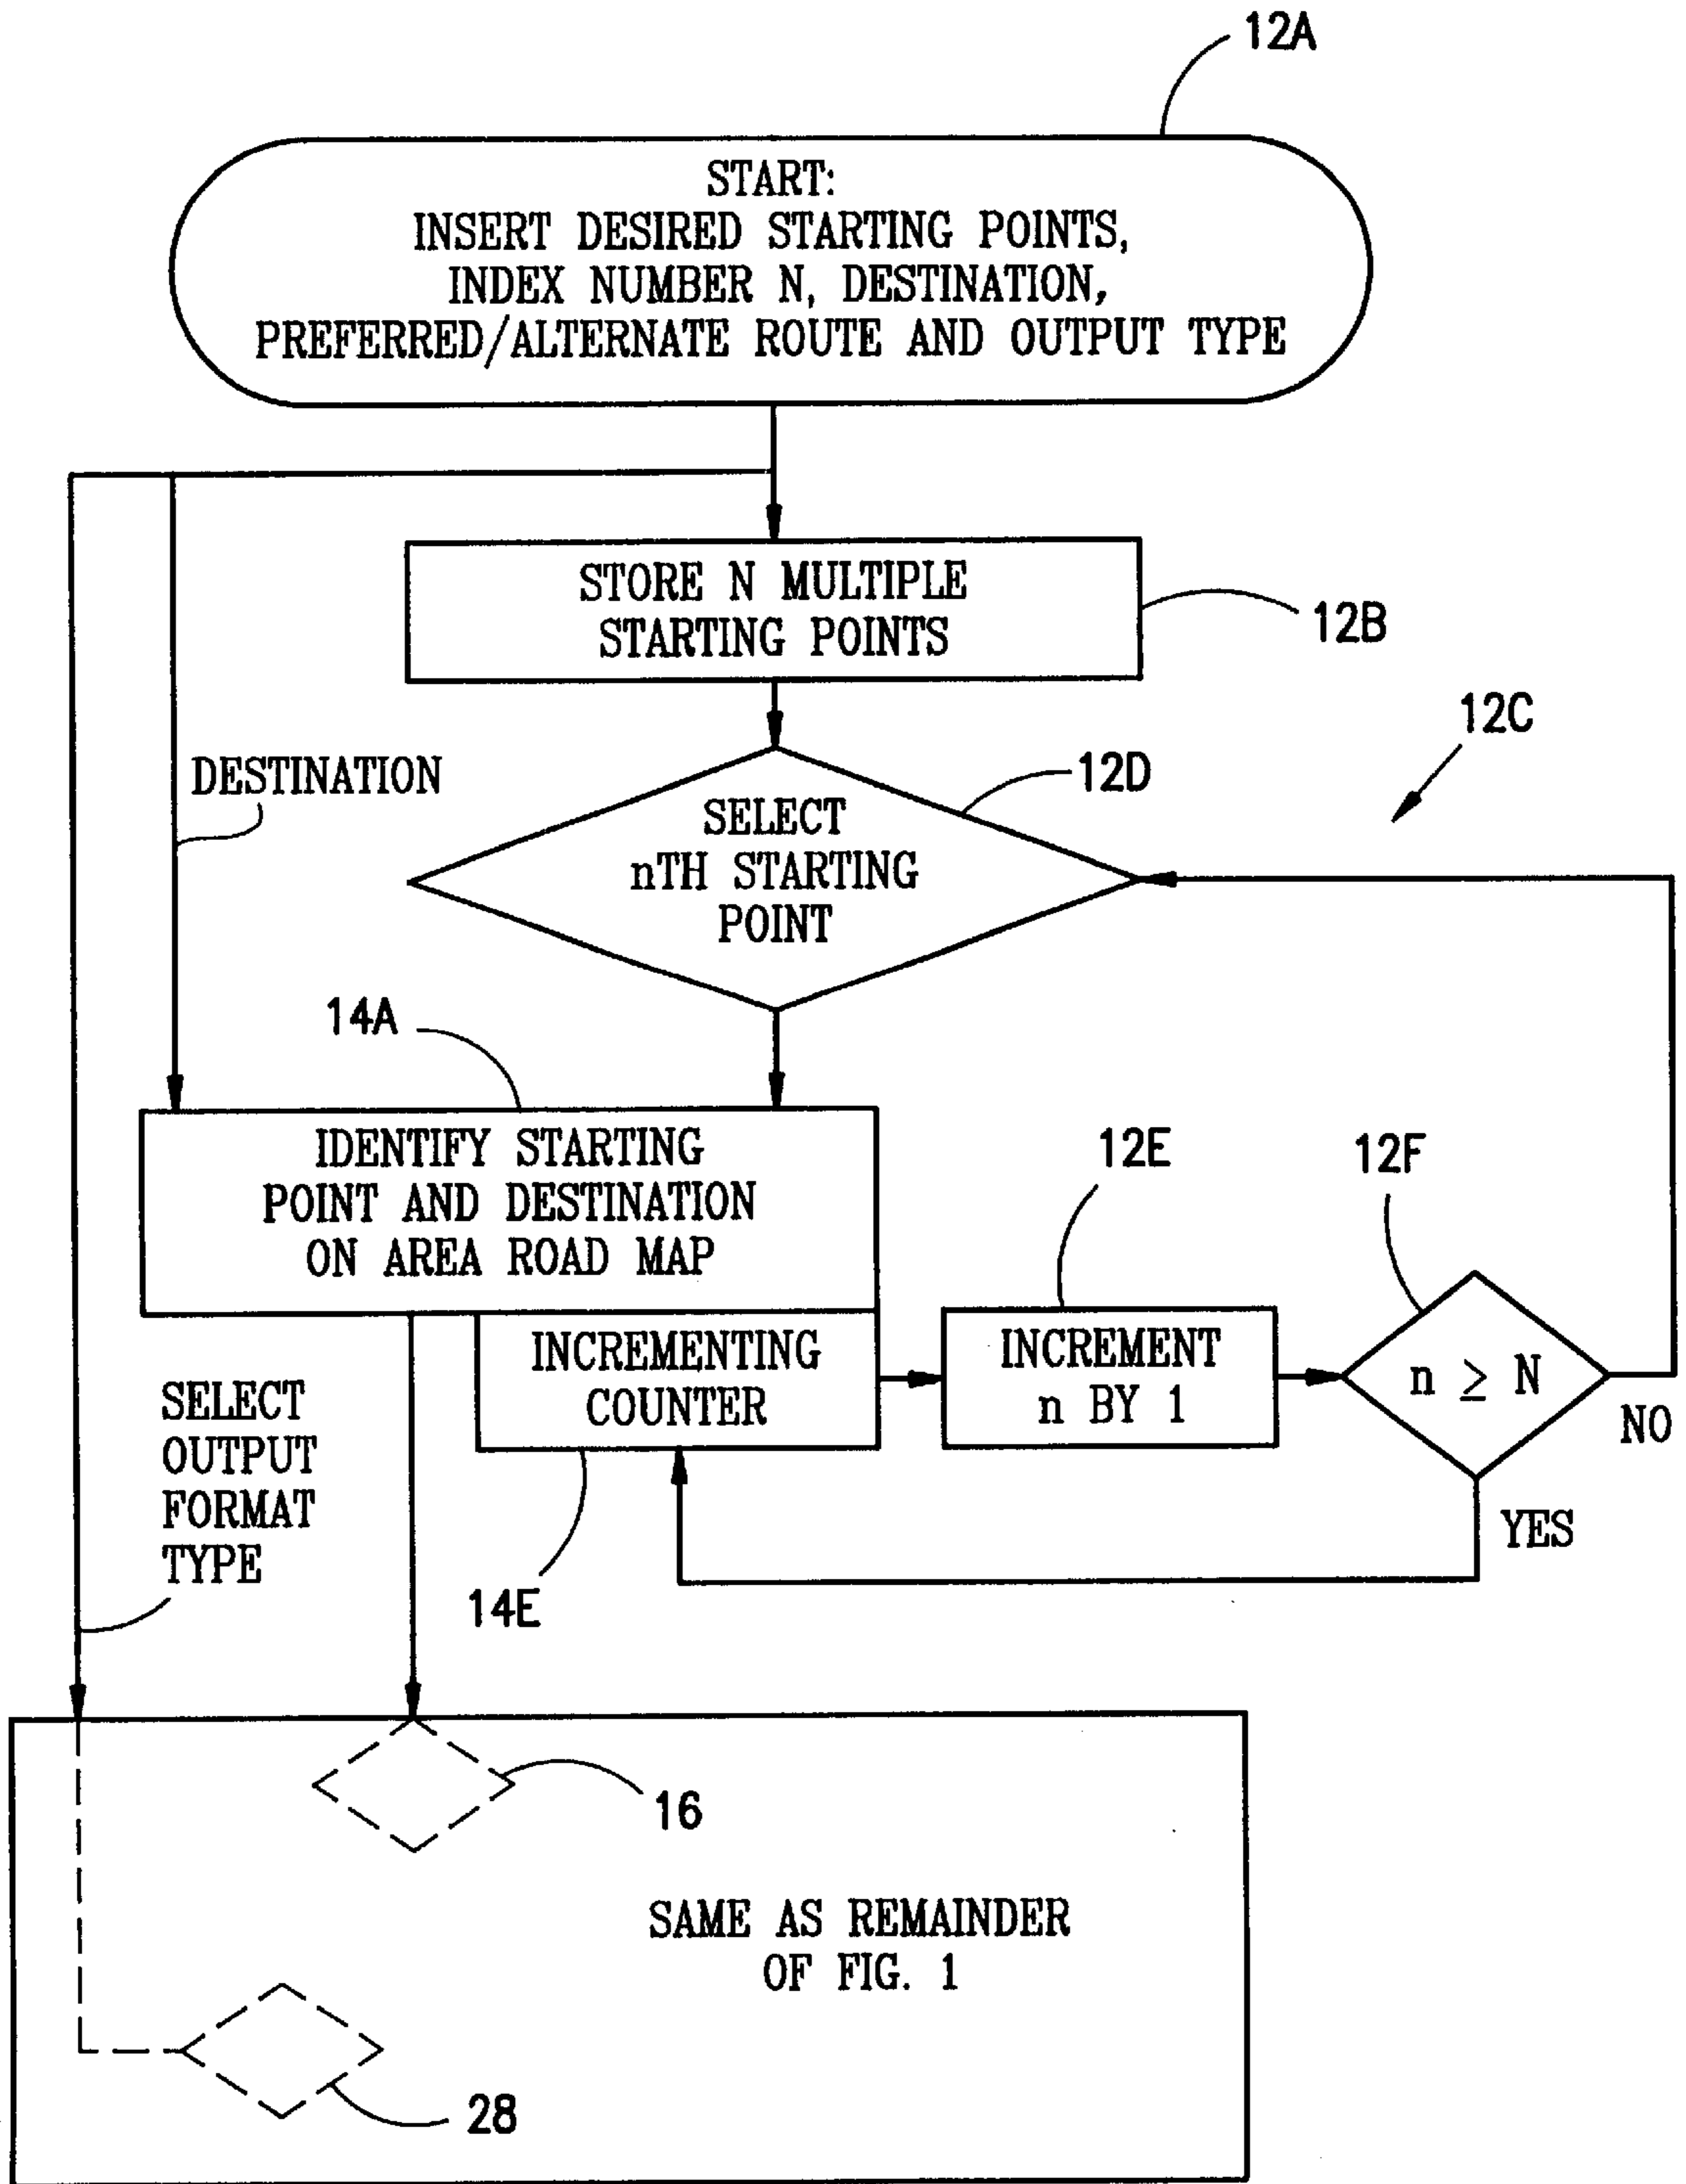 12A
START:
INSERT DESIRED STARTING POINTS,
INDEX NUMBER N, DESTINATION,
PREFERRED/ALTERNATE ROUTE AND OUTPUT TYPE
STORE N MULTIPLE
STARTING POINTS
12B
12C
DESTINATION
12D
SELECT
nTH STARTING
POINT
14A
IDENTIFY STARTING
POINT AND DESTINATION
ON AREA ROAD MAP
12E
12F
INCREMENTING
COUNTER
INCREMENT
n BY 1
n ≥ N
NO
YES
SELECT
OUTPUT
FORMAT
TYPE
14E
16
SAME AS REMAINDER
OF FIG. 1
28